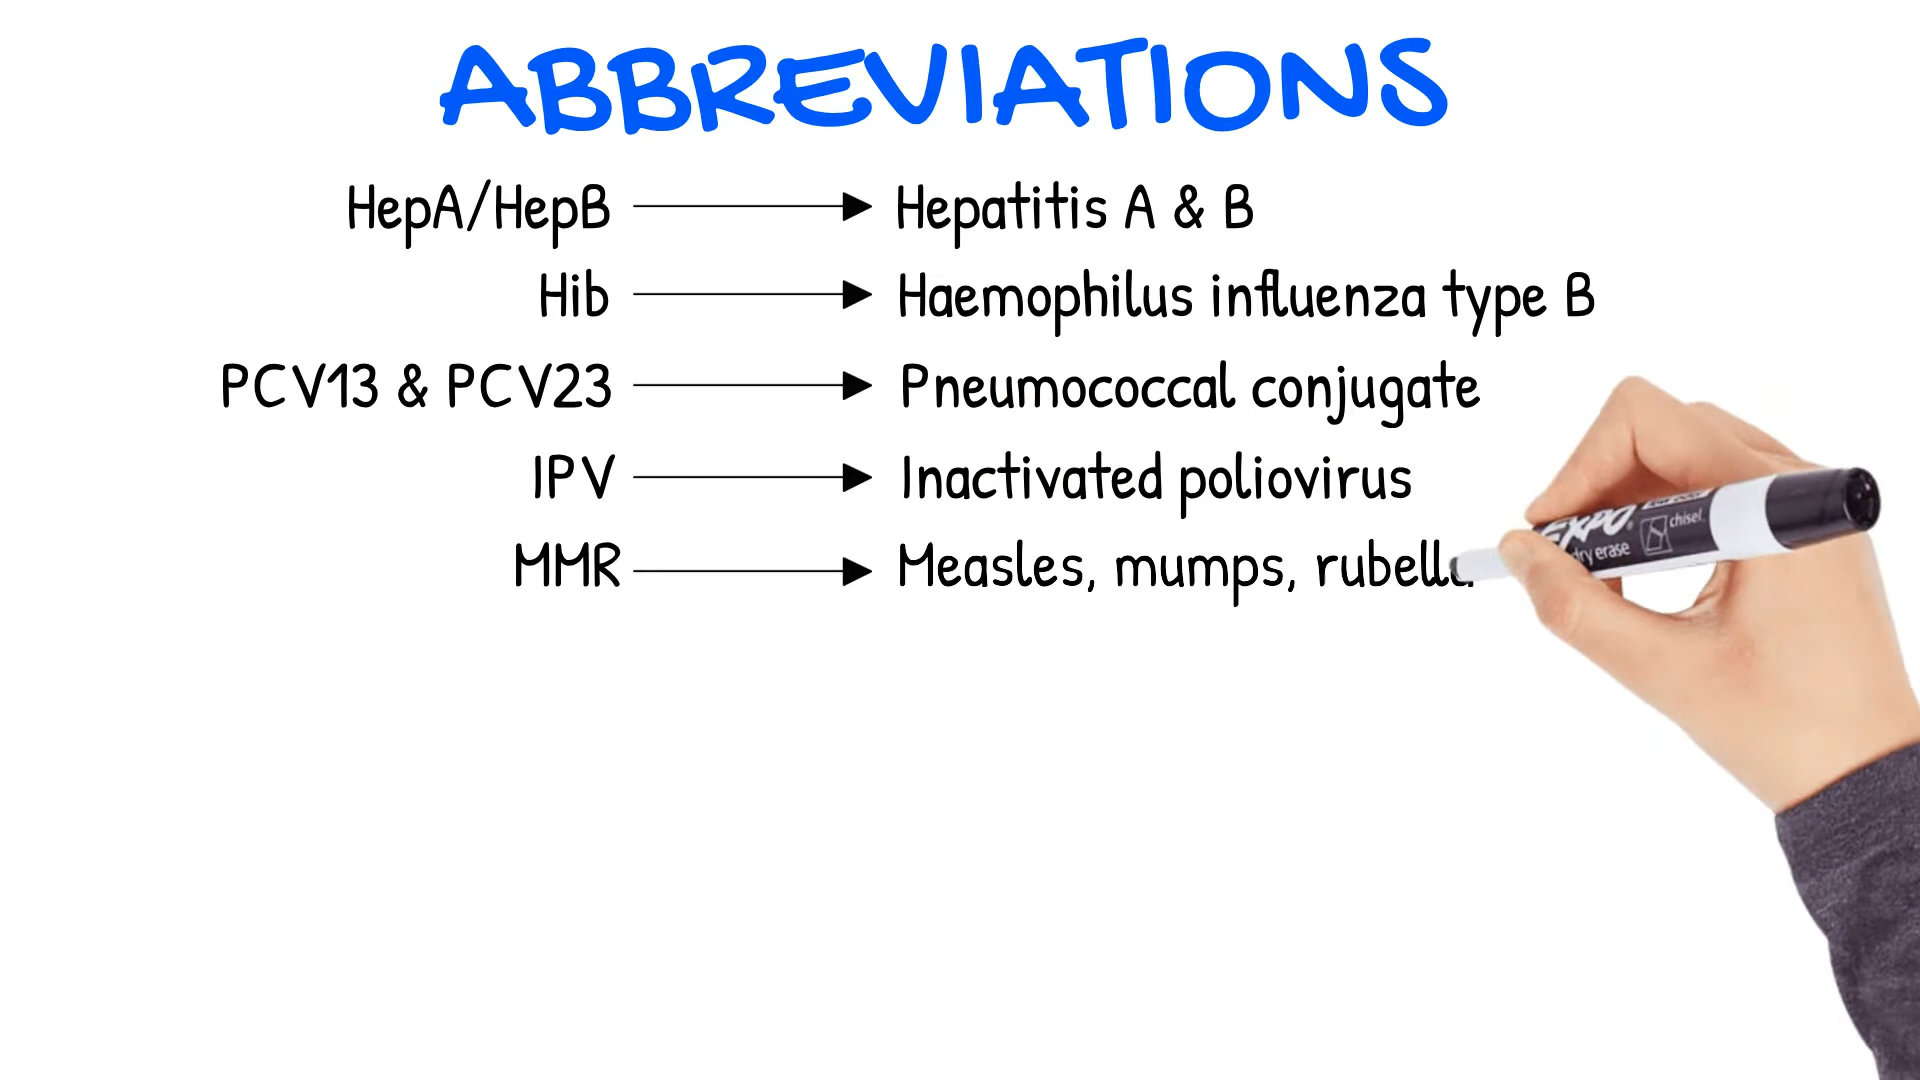 ABBREVIATIONS
HepA/HepB → Hepatitis A & B
Hib → Haemophilus influenza type B
PCV13 & PCV23 → Pneumococcal conjugate
IPV → Inactivated poliovirus
MMR → Measles, mumps, rubella
EXPO
chisel
dry erase